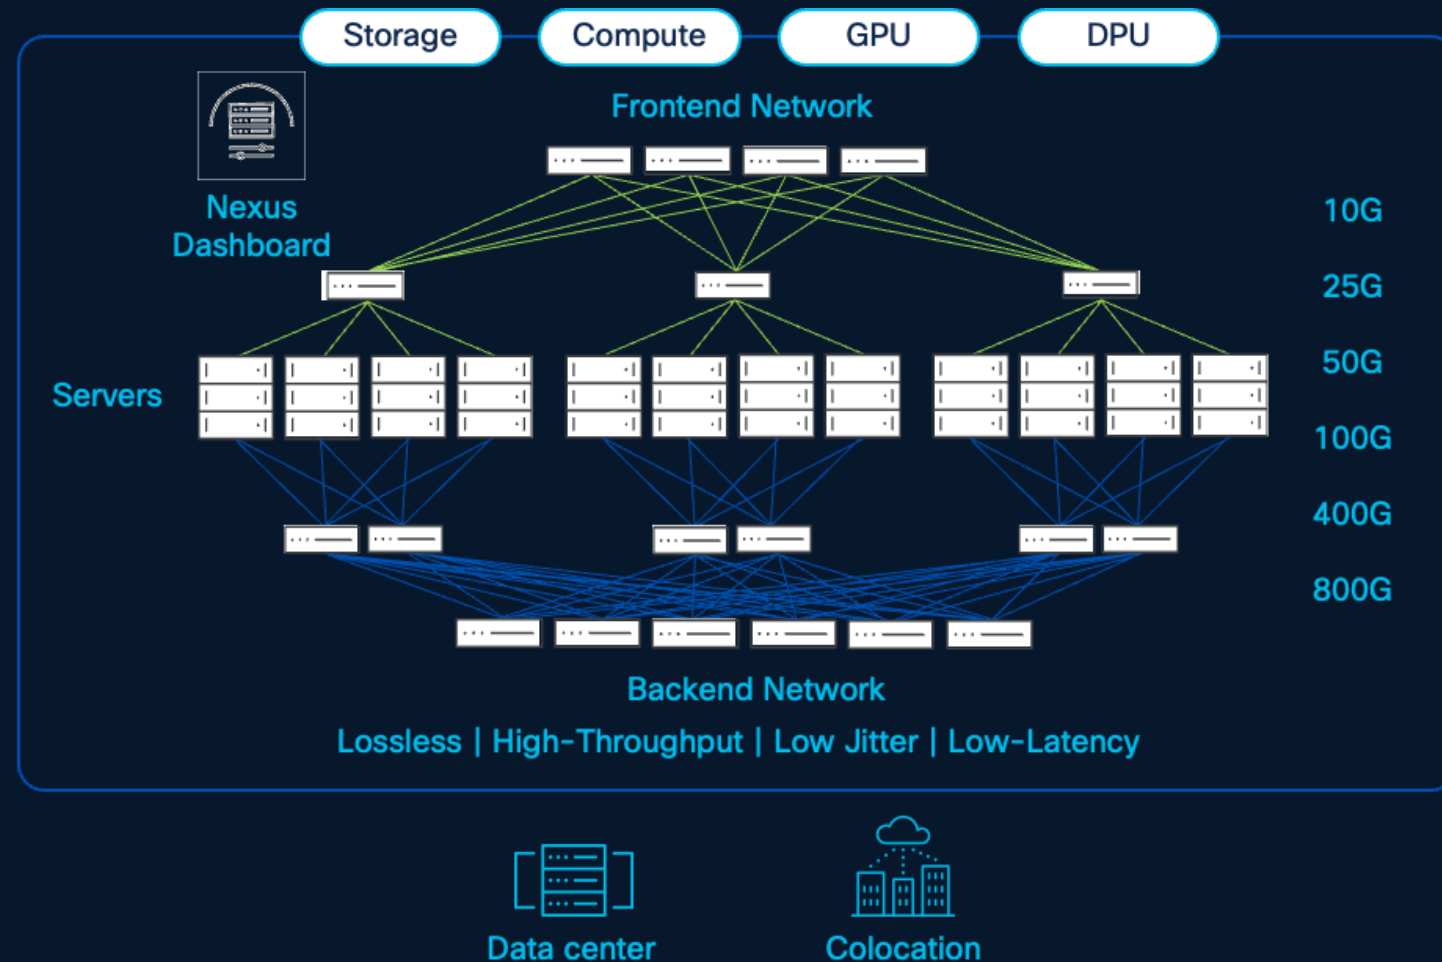 Storage
Compute
GPU
DPU
Frontend Network
Nexus
Dashboard
10G
25G
50G
Servers
100G
400G
800G
Backend Network
Lossless | High-Throughput | Low Jitter | Low-Latency
Data center
Colocation